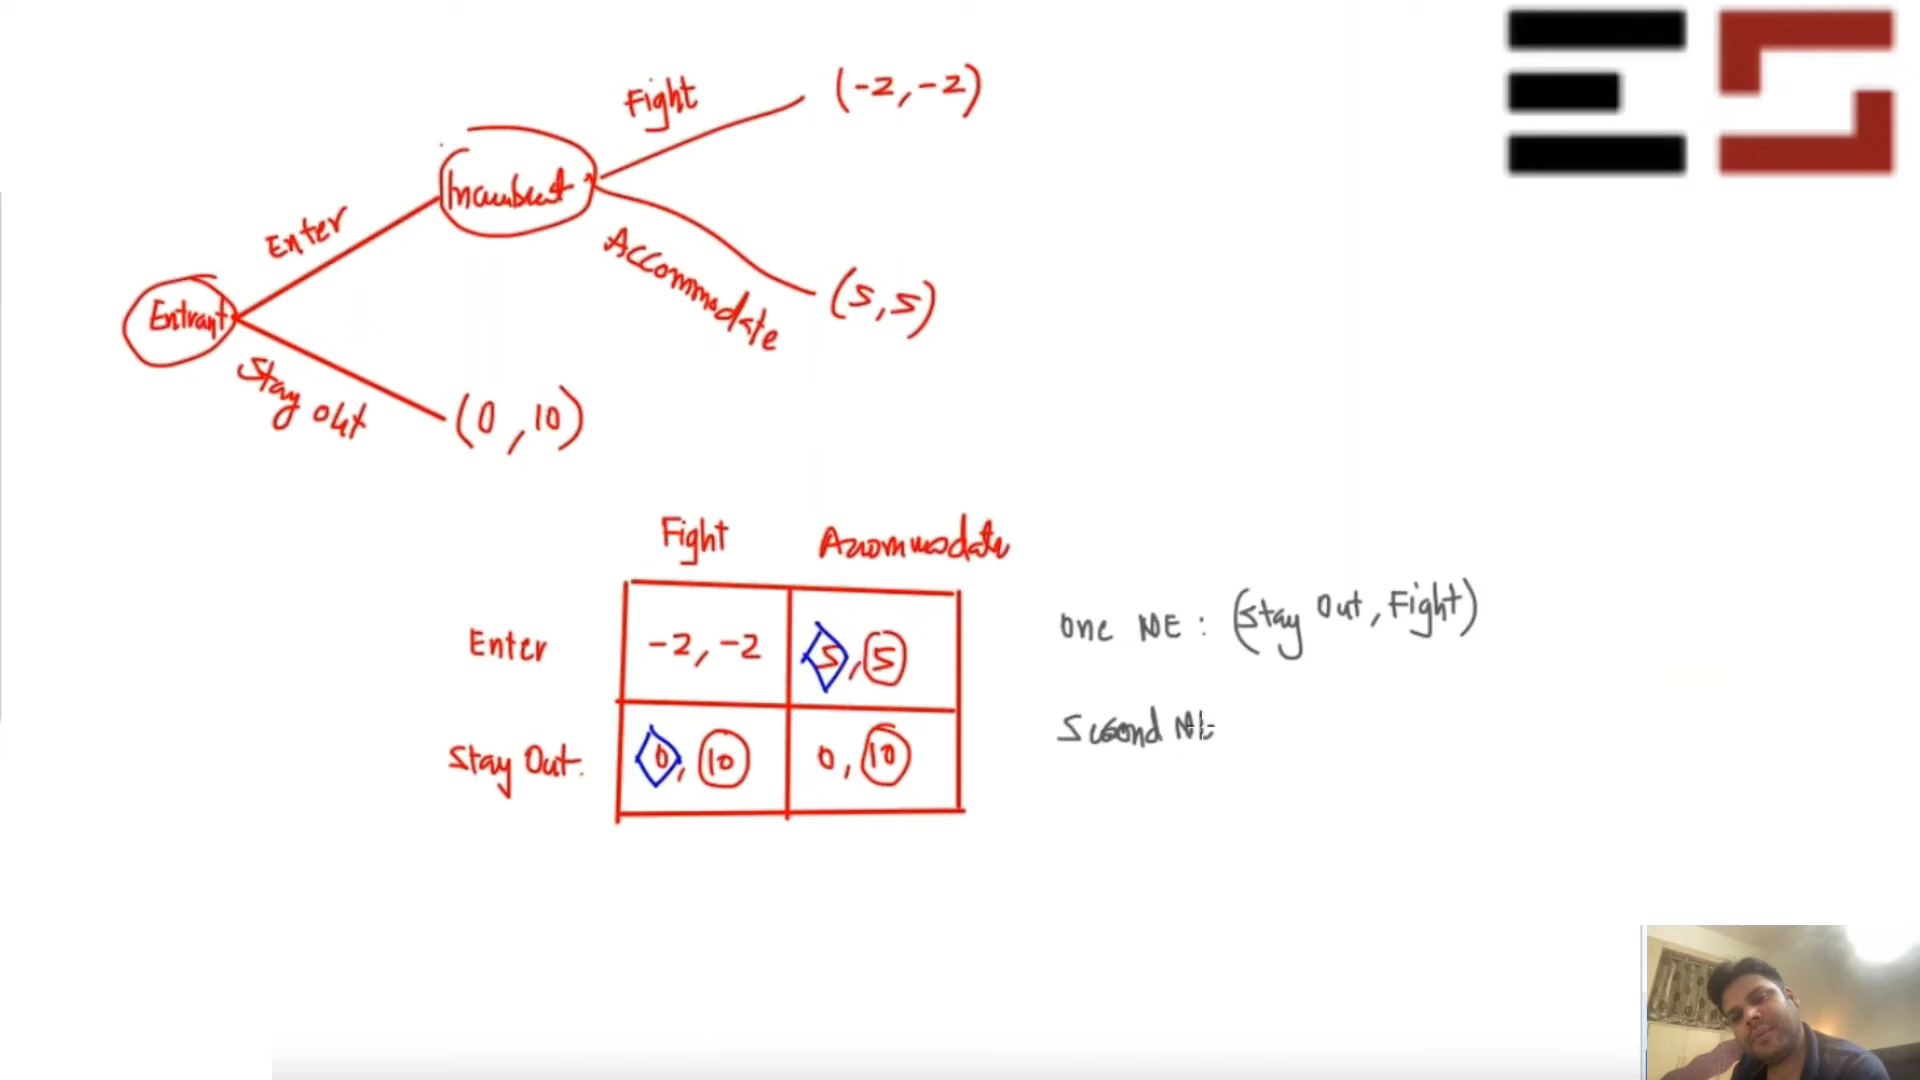 Fight
(-2, -2)
Incumbent
Enter
Accommodate
(5, 5)
Entrant
Stay Out
(0, 10)
Fight Accommodate
Enter -2, -2 5, 5
Stay Out. 0, 10 0, 10
One NE : (Stay Out, Fight)
Second NE
ES